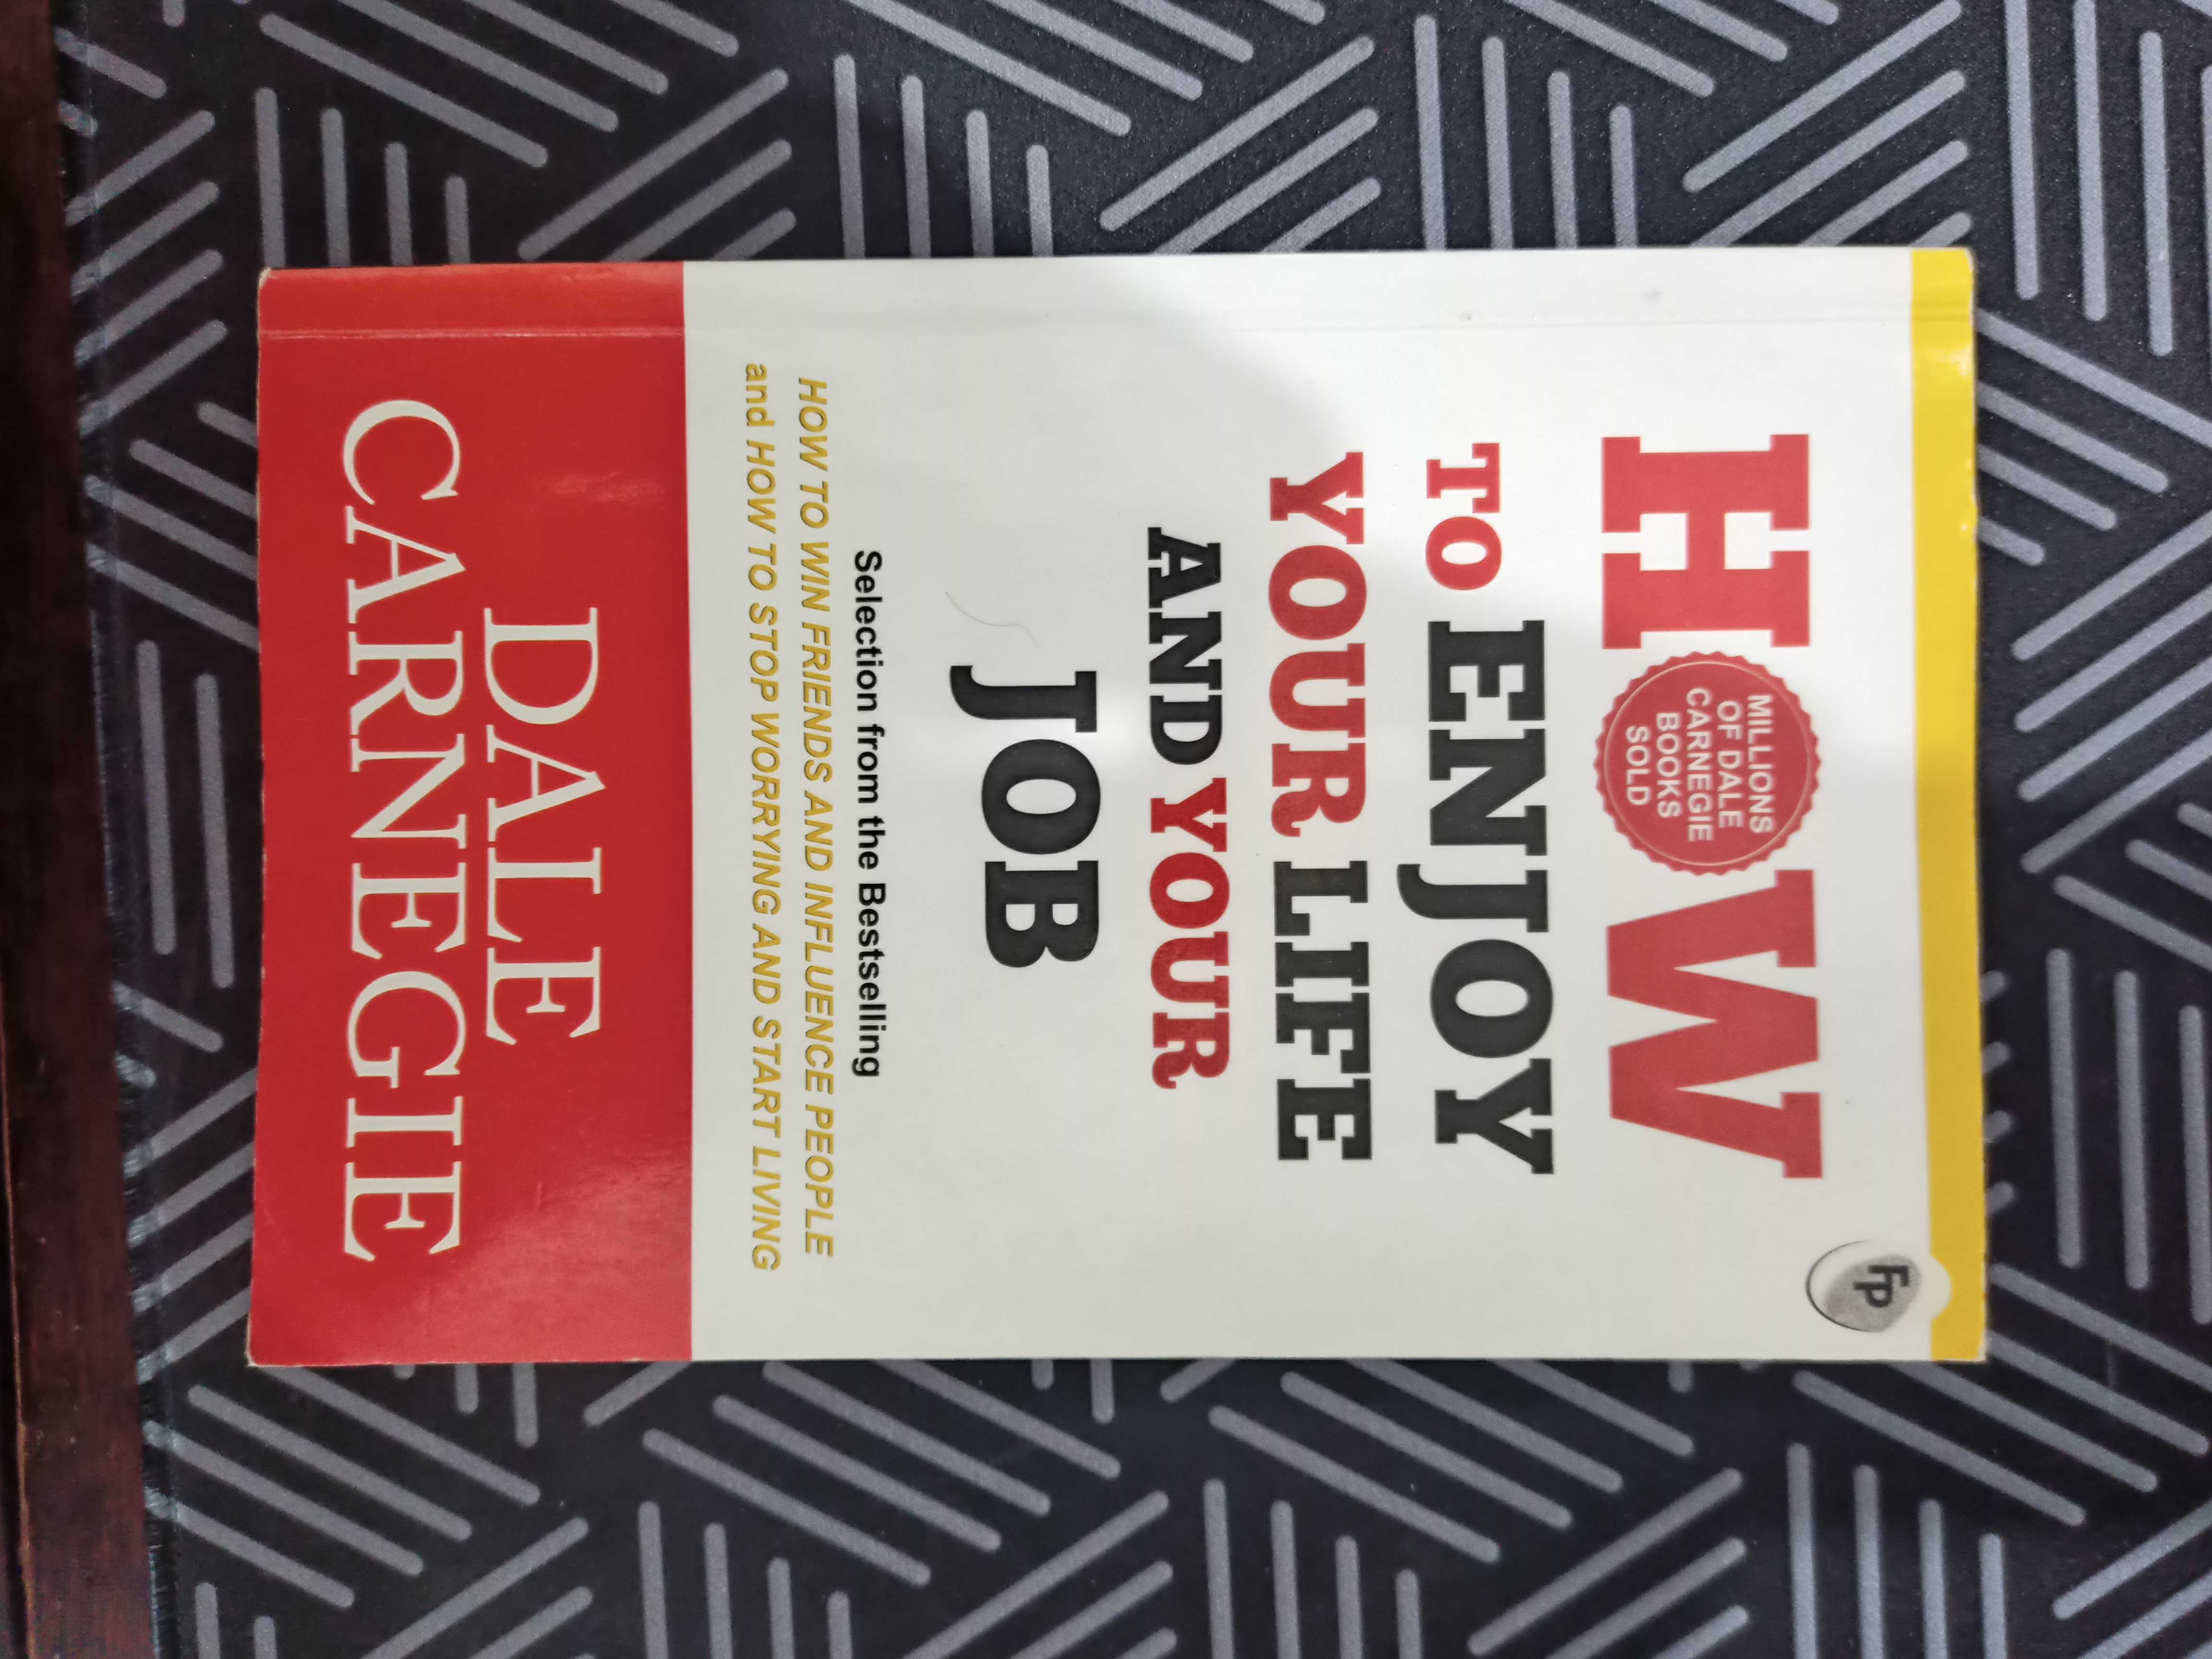 FP
HOW
MILLIONS
OF DALE
CARNEGIE
BOOKS
SOLD
TO ENJOY
YOUR LIFE
AND YOUR
JOB
Selection from the Bestselling
HOW TO WIN FRIENDS AND INFLUENCE PEOPLE
and HOW TO STOP WORRYING AND START LIVING
DALE
CARNEGIE